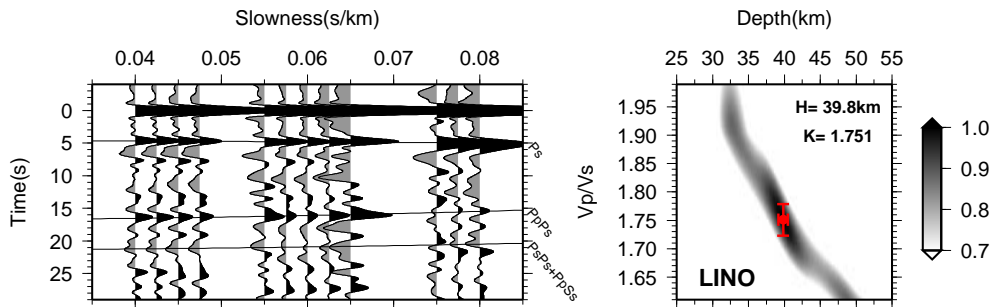 Slowness(s/km)
0.04 0.05 0.06 0.07 0.08
Time(s)
0
5
10
15
20
25
Ps
PpPs
PsPs+PpSs
Depth(km)
25 30 35 40 45 50 55
Vp/Vs
1.95
1.90
1.85
1.80
1.75
1.70
1.65
H= 39.8km
K= 1.751
LINO
1.0
0.9
0.8
0.7